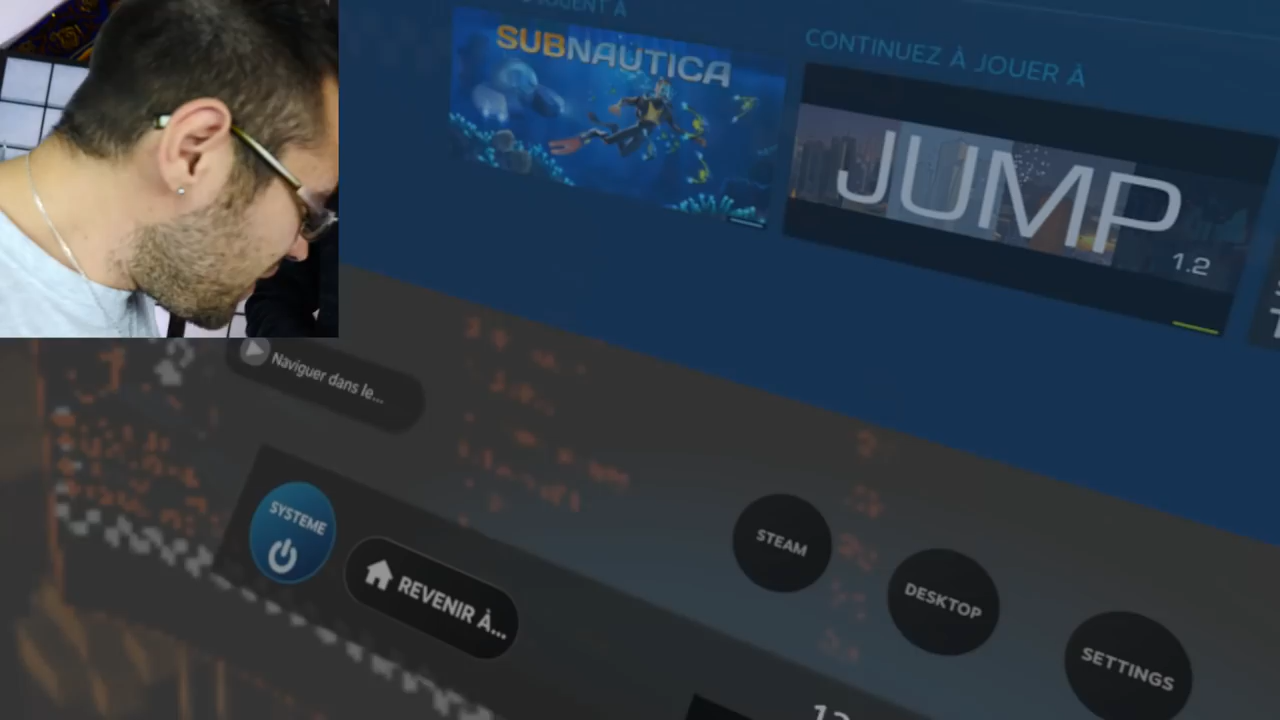 SUBNAUTICA
CONTINUEZ À JOUER À
JUMP
1.2
Naviguer dans le...
SYSTEME
REVENIR À...
STEAM
DESKTOP
SETTINGS